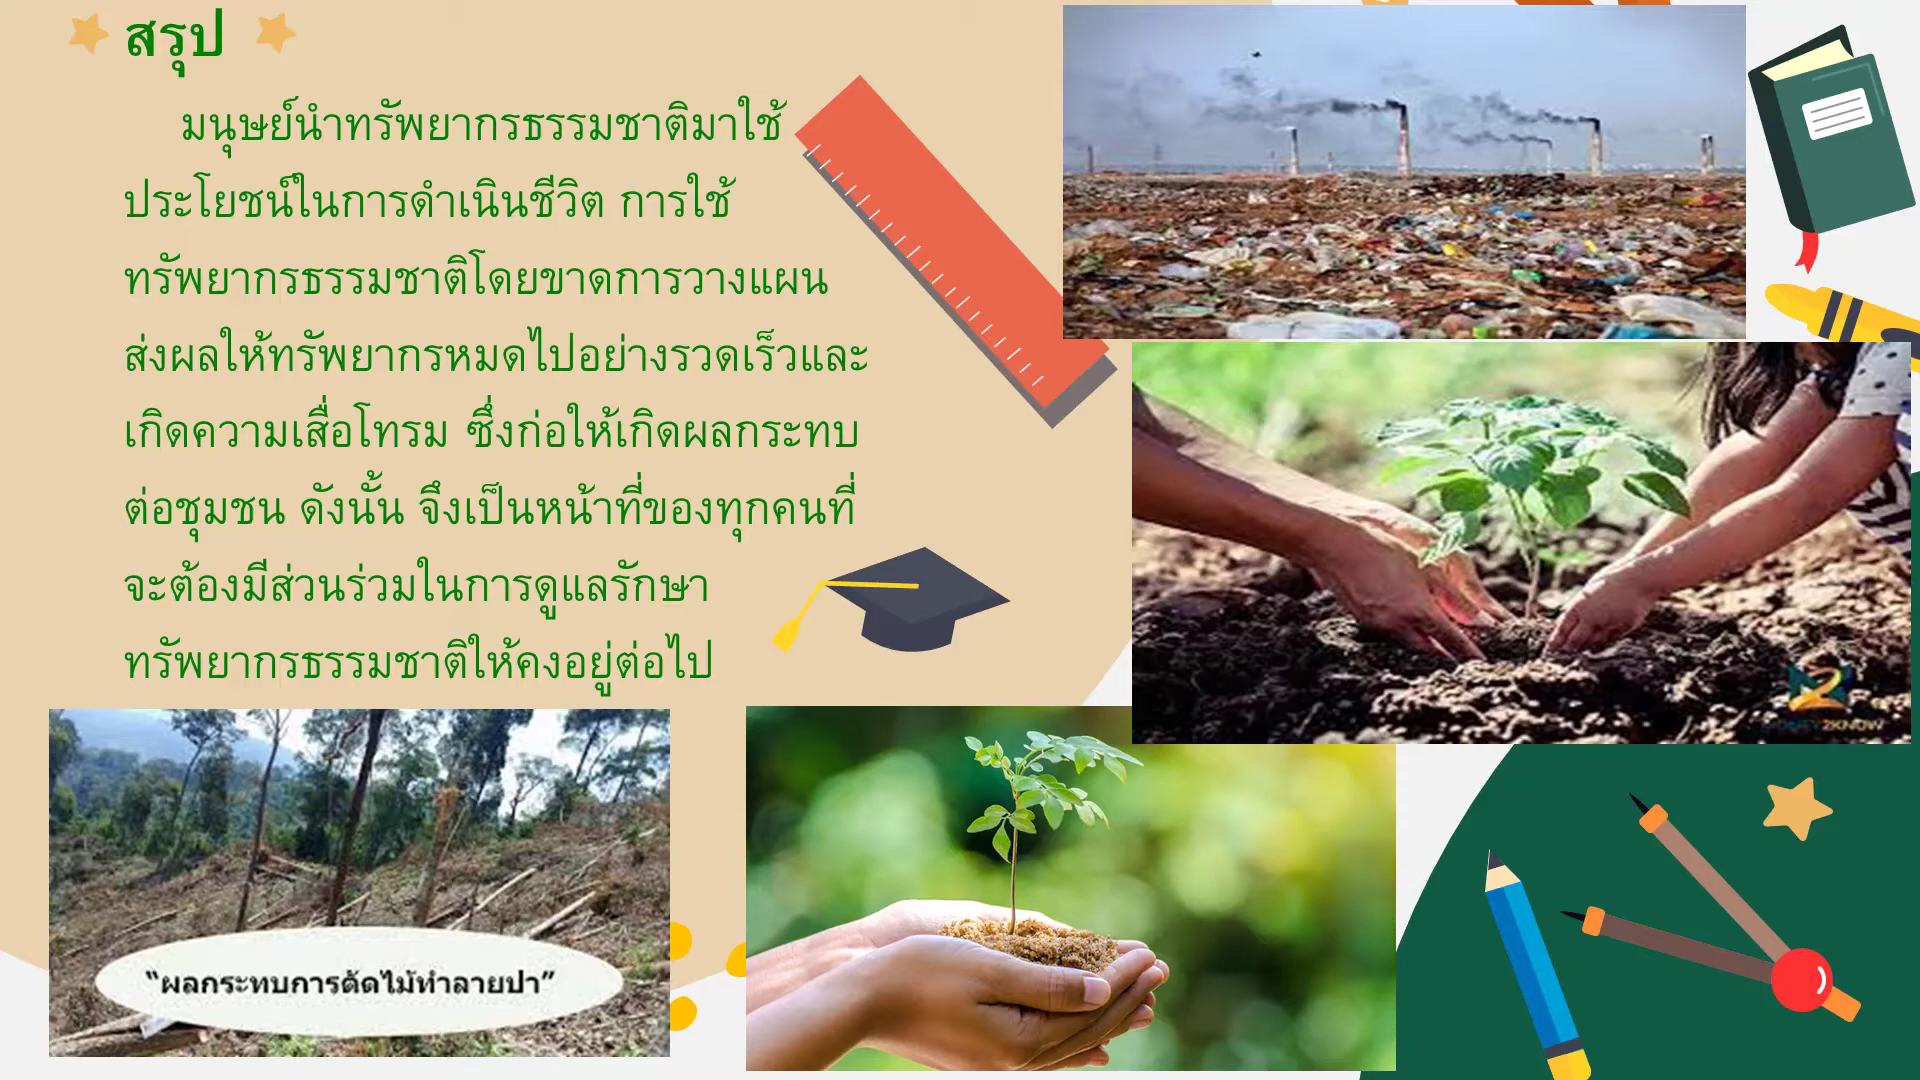 สรุป
มนุษย์นำทรัพยากรธรรมชาติมาใช้
ประโยชน์ในการดำเนินชีวิต การใช้
ทรัพยากรธรรมชาติโดยขาดการวางแผน
ส่งผลให้ทรัพยากรหมดไปอย่างรวดเร็วและ
เกิดความเสื่อโทรม ซึ่งก่อให้เกิดผลกระทบ
ต่อชุมชน ดังนั้น จึงเป็นหน้าที่ของทุกคนที่
จะต้องมีส่วนร่วมในการดูแลรักษา
ทรัพยากรธรรมชาติให้คงอยู่ต่อไป
“ผลกระทบการตัดไม้ทำลายป่า”